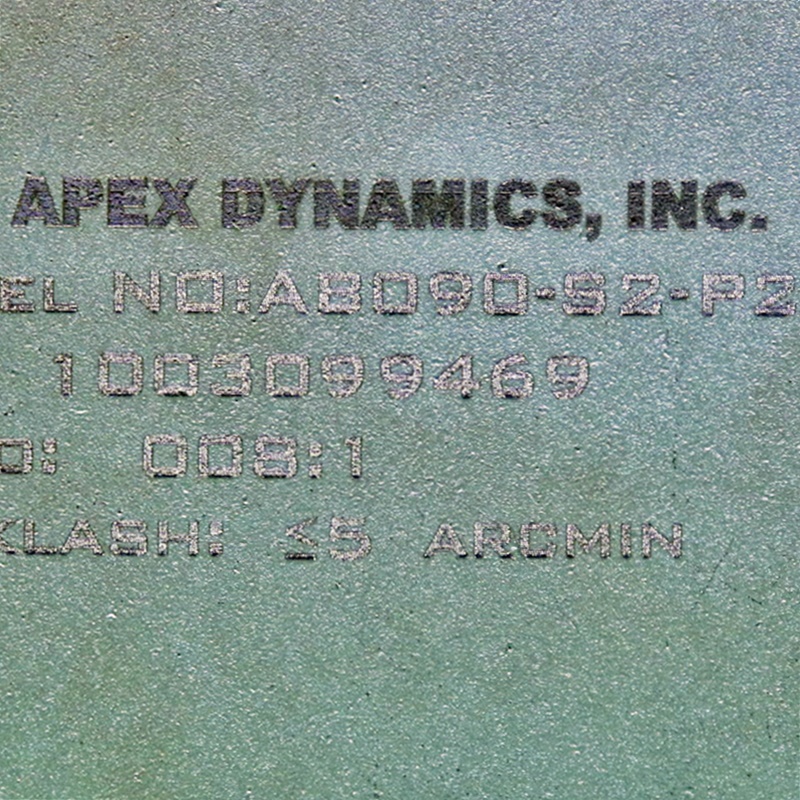 APEX DYNAMICS, INC.
EL NO:AB090-S2-P2
1003099469
O: 008:1
KLASH: ≤5 ARCMIN